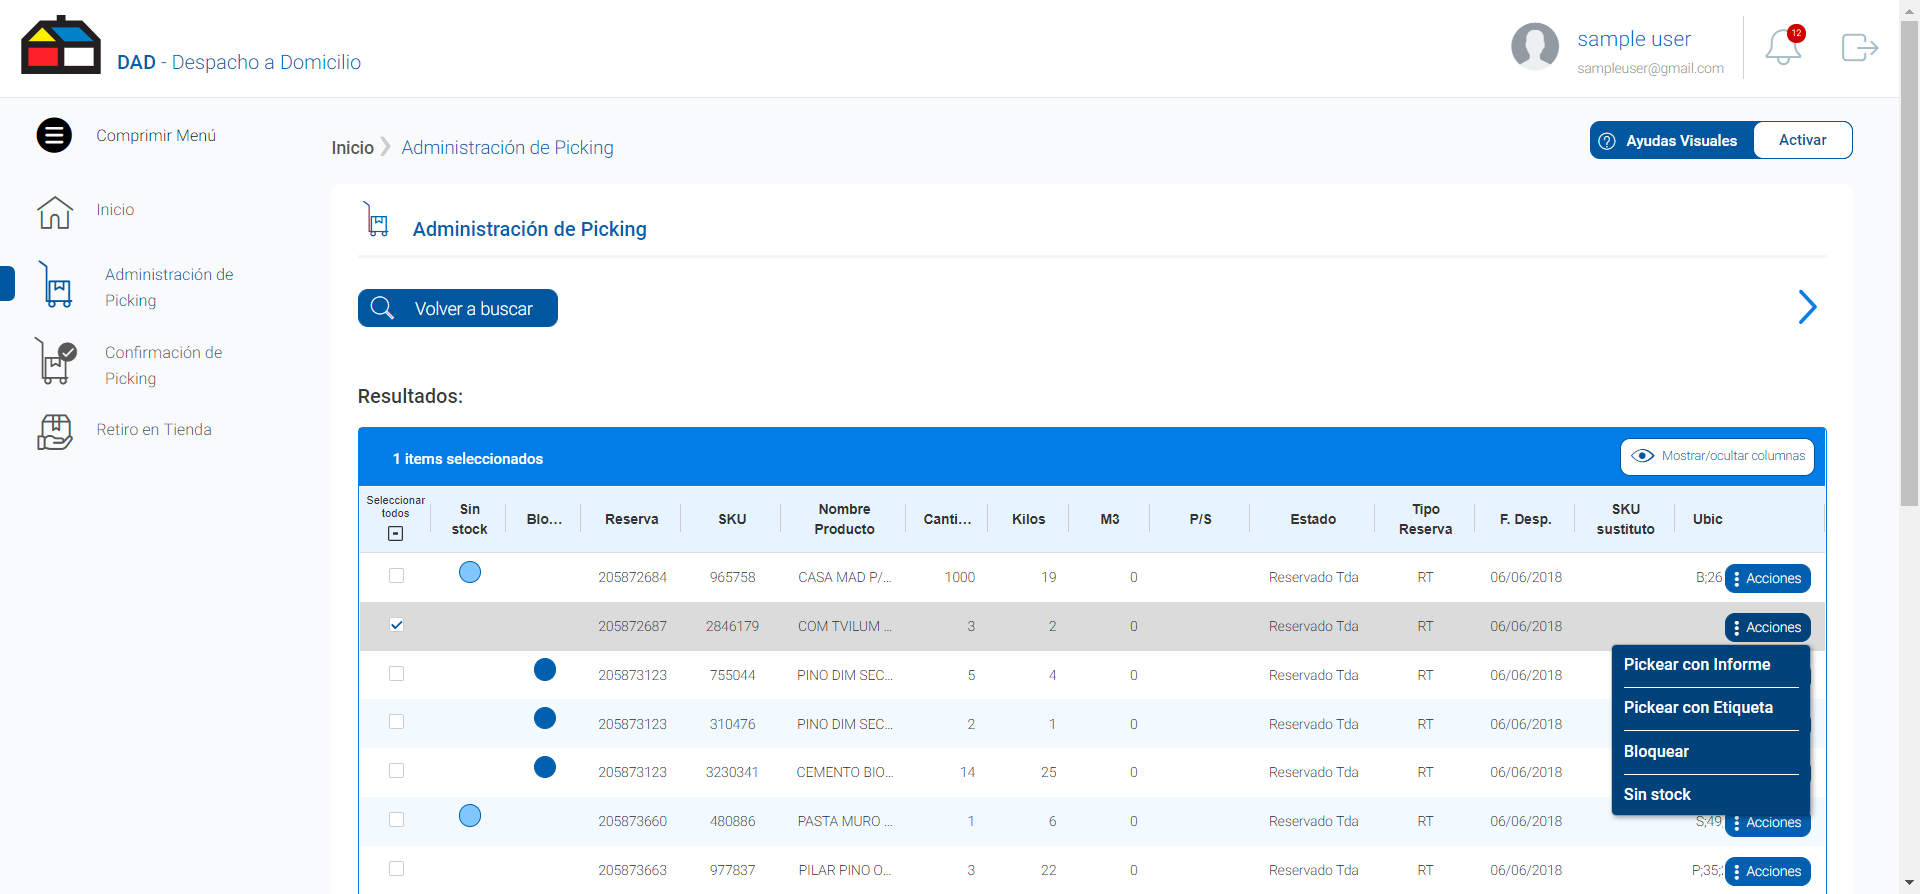 DAD - Despacho a Domicilio
sample user
sampleuser@gmail.com
12
Comprimir Menú
Inicio
Administración de
Picking
Confirmación de
Picking
Retiro en Tienda
Inicio Administración de Picking
Ayudas Visuales Activar
Administración de Picking
Volver a buscar
Resultados:
1 items seleccionados
Mostrar/ocultar columnas
Seleccionar todos Sin stock Blo... Reserva SKU Nombre Producto Canti... Kilos M3 P/S Estado Tipo Reserva F. Desp. SKU sustituto Ubic
205872684 965758 CASA MAD P/... 1000 19 0 Reservado Tda RT 06/06/2018 B;26 Acciones
205872687 2846179 COM TVILUM ... 3 2 0 Reservado Tda RT 06/06/2018 Acciones
205873123 755044 PINO DIM SEC... 5 4 0 Reservado Tda RT 06/06/2018
205873123 310476 PINO DIM SEC... 2 1 0 Reservado Tda RT 06/06/2018
205873123 3230341 CEMENTO BIO... 14 25 0 Reservado Tda RT 06/06/2018
205873660 480886 PASTA MURO ... 1 6 0 Reservado Tda RT 06/06/2018 S;49 Acciones
205873663 977837 PILAR PINO O... 3 22 0 Reservado Tda RT 06/06/2018 P;35; Acciones
Pickear con Informe
Pickear con Etiqueta
Bloquear
Sin stock